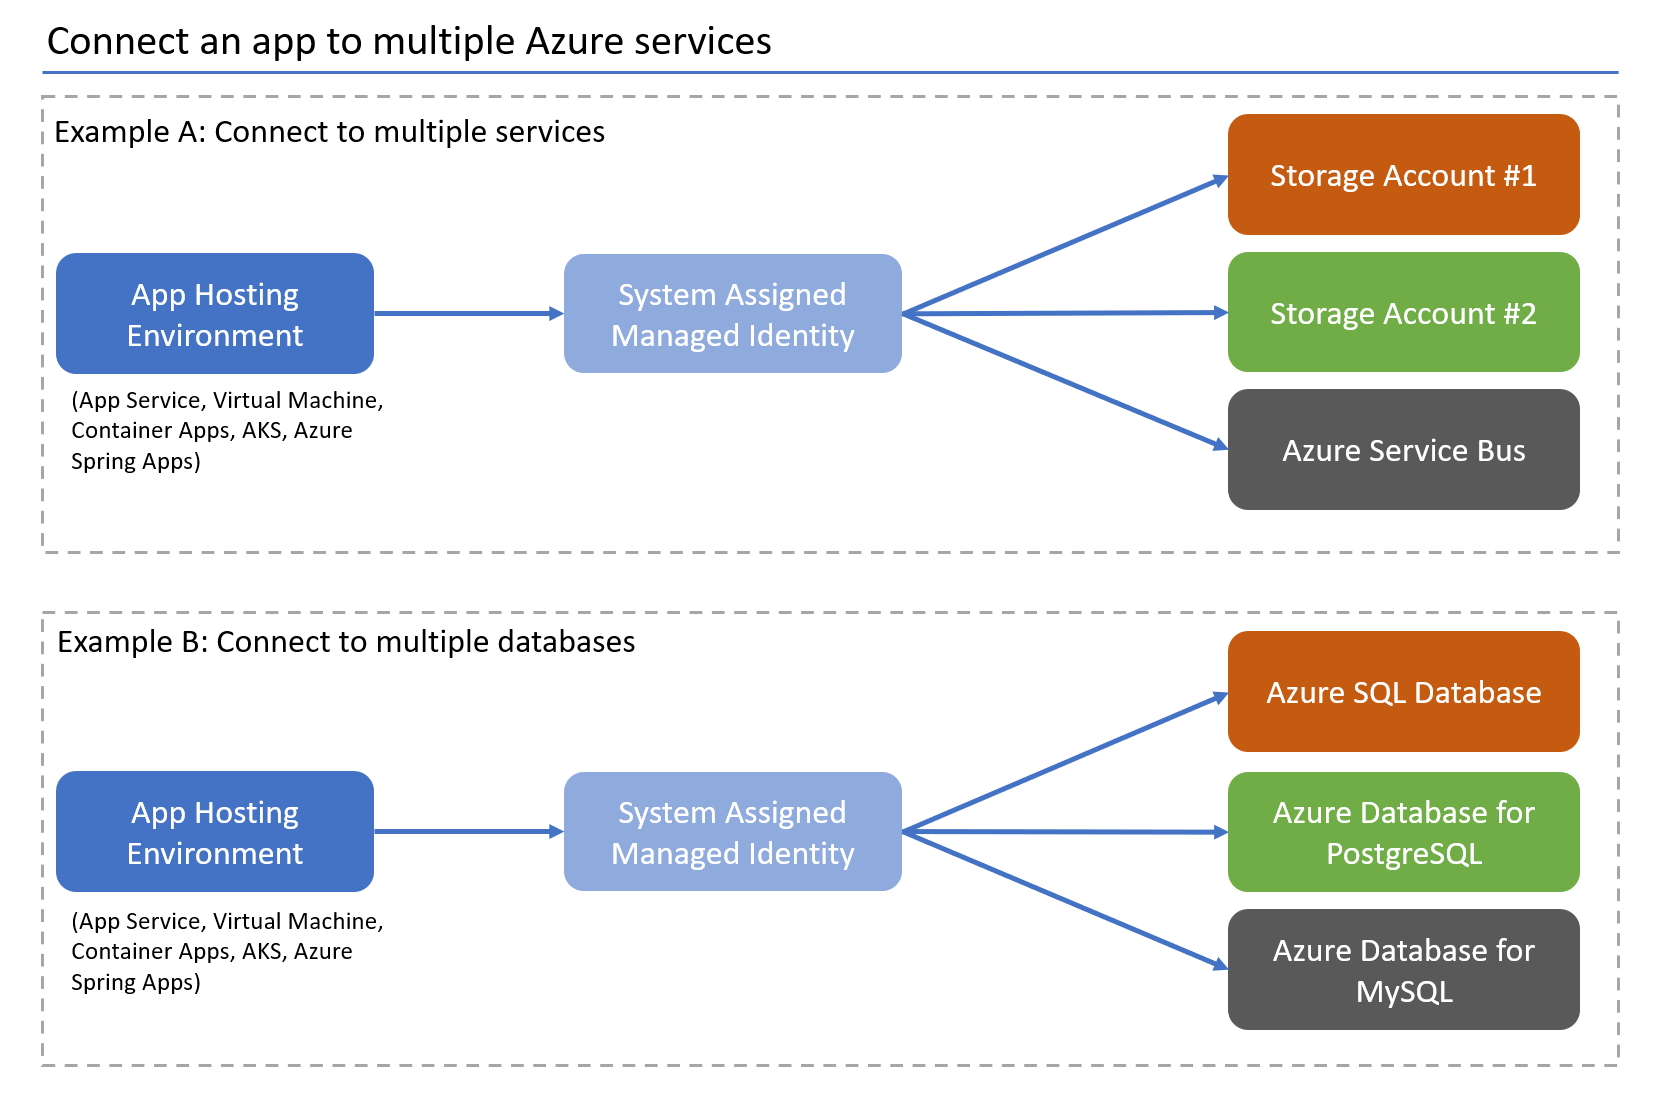 Connect an app to multiple Azure services
Example A: Connect to multiple services
App Hosting
Environment
(App Service, Virtual Machine,
Container Apps, AKS, Azure
Spring Apps)
System Assigned
Managed Identity
Storage Account #1
Storage Account #2
Azure Service Bus
Example B: Connect to multiple databases
App Hosting
Environment
(App Service, Virtual Machine,
Container Apps, AKS, Azure
Spring Apps)
System Assigned
Managed Identity
Azure SQL Database
Azure Database for
PostgreSQL
Azure Database for
MySQL